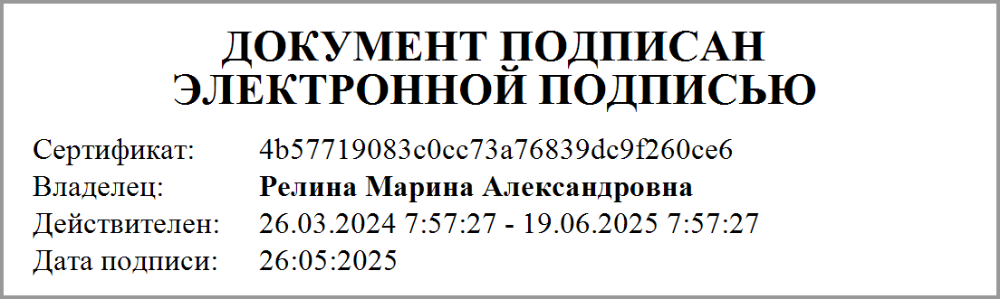 ДОКУМЕНТ ПОДПИСАН
ЭЛЕКТРОННОЙ ПОДПИСЬЮ
Сертификат: 4b57719083c0cc73a76839dc9f260ce6
Владелец: Релина Марина Александровна
Действителен: 26.03.2024 7:57:27 - 19.06.2025 7:57:27
Дата подписи: 26:05:2025